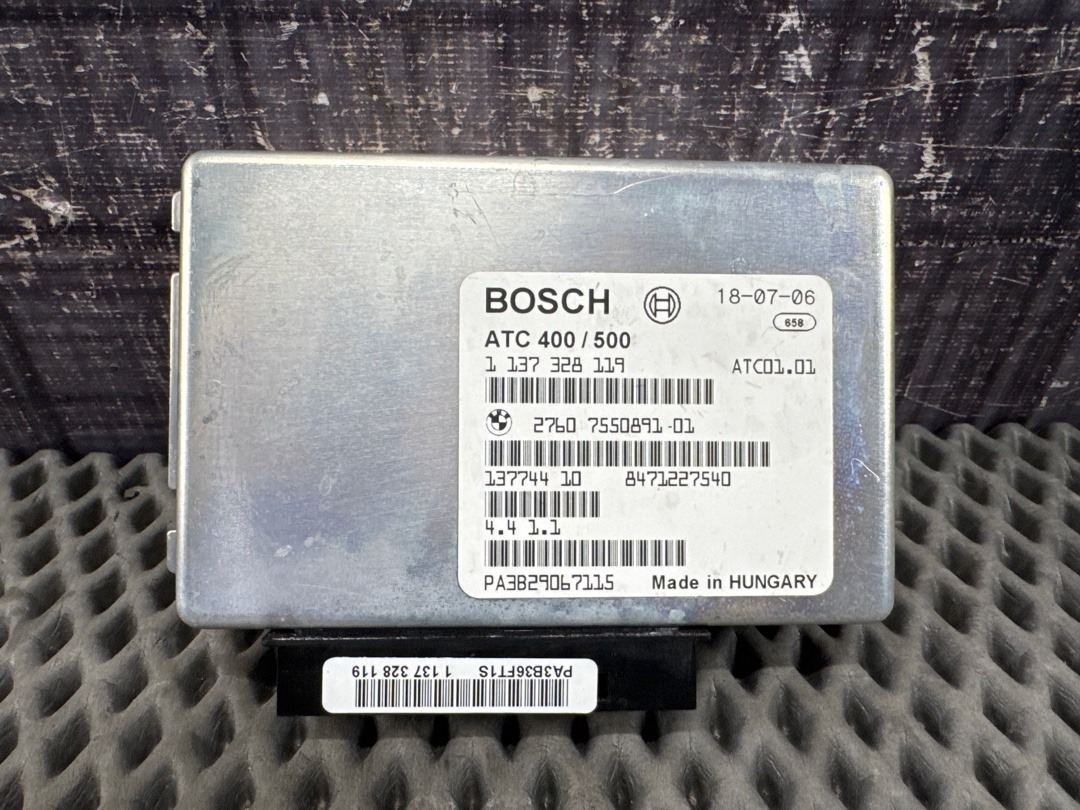 BOSCH 18-07-06
658
ATC 400 / 500
1 137 328 119 ATC01.01
2760 7550891-01
137744 10 8471227540
4.4 1.1
PA3B29067115 Made in HUNGARY
PA3B36FT1S 1 137 328 119